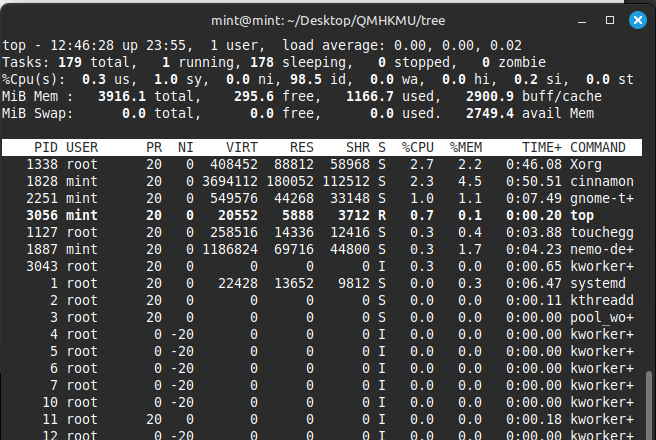 mint@mint: ~/Desktop/QMHKMU/tree
top - 12:46:28 up 23:55,  1 user,  load average: 0.00, 0.00, 0.02
Tasks: 179 total,   1 running, 178 sleeping,   0 stopped,   0 zombie
%Cpu(s):  0.3 us,  1.0 sy,  0.0 ni, 98.5 id,  0.0 wa,  0.0 hi,  0.2 si,  0.0 st
MiB Mem :   3916.1 total,    295.6 free,   1166.7 used,   2900.9 buff/cache
MiB Swap:      0.0 total,      0.0 free,      0.0 used.   2749.4 avail Mem
PID USER      PR  NI    VIRT    RES    SHR S  %CPU  %MEM     TIME+ COMMAND
1338 root      20   0  408452  88812  58968 S   2.7   2.2   0:46.08 Xorg
1828 mint      20   0 3694112 180052 112512 S   2.3   4.5   0:50.51 cinnamon
2251 mint      20   0  549576  44268  33148 S   1.0   1.1   0:07.49 gnome-t+
3056 mint      20   0   20552   5888   3712 R   0.7   0.1   0:00.20 top
1127 root      20   0  258516  14336  12416 S   0.3   0.4   0:03.88 touchegg
1887 mint      20   0 1186824  69716  44800 S   0.3   1.7   0:04.23 nemo-de+
3043 root      20   0       0      0      0 I   0.3   0.0   0:00.65 kworker+
1 root      20   0   22428  13652   9812 S   0.0   0.3   0:06.47 systemd
2 root      20   0       0      0      0 S   0.0   0.0   0:00.11 kthreadd
3 root      20   0       0      0      0 S   0.0   0.0   0:00.00 pool_wo+
4 root       0 -20       0      0      0 I   0.0   0.0   0:00.00 kworker+
5 root       0 -20       0      0      0 I   0.0   0.0   0:00.00 kworker+
6 root       0 -20       0      0      0 I   0.0   0.0   0:00.00 kworker+
7 root       0 -20       0      0      0 I   0.0   0.0   0:00.00 kworker+
10 root       0 -20       0      0      0 I   0.0   0.0   0:00.00 kworker+
11 root      20   0       0      0      0 I   0.0   0.0   0:00.18 kworker+
12 root       0 -20       0      0      0 I   0.0   0.0   0:00.00 kworker+